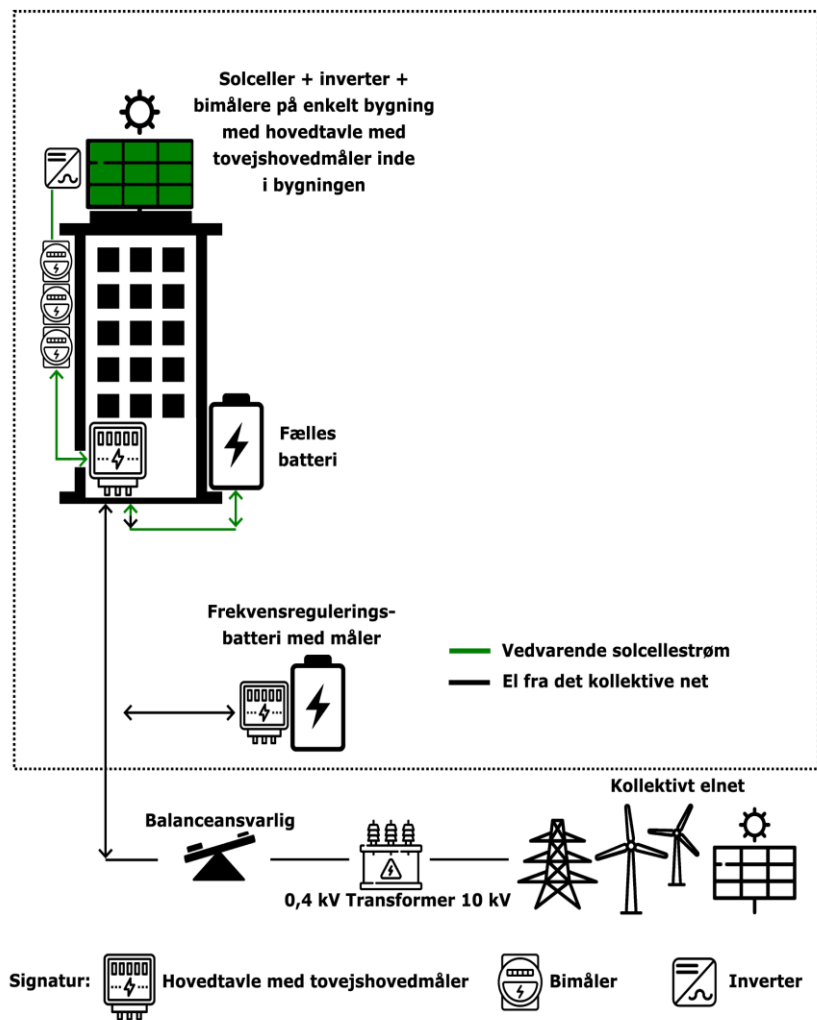 Solceller + inverter +
bimålere på enkelt bygning
med hovedtavle med
tovejshovedmåler inde
i bygningen
Fælles
batteri
Frekvensregulerings-
batteri med måler
Vedvarende solcellestrøm
El fra det kollektive net
Kollektivt elnet
Balanceansvarlig
0,4 kV Transformer 10 kV
Signatur:
Hovedtavle med tovejshovedmåler
Bimåler
Inverter